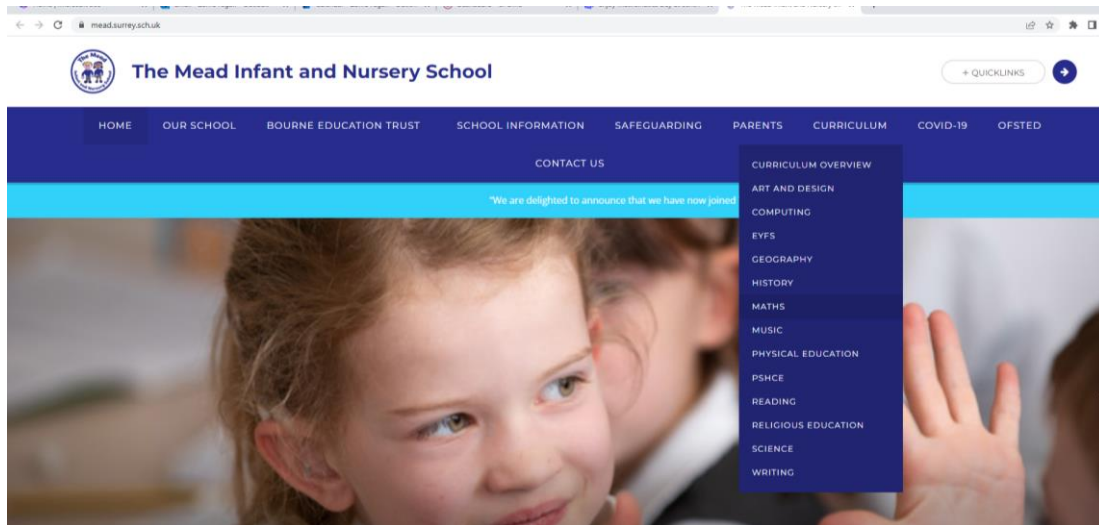 mead.surrey.sch.uk
The Mead Infant and Nursery School
+ QUICKLINKS
HOME OUR SCHOOL BOURNE EDUCATION TRUST SCHOOL INFORMATION SAFEGUARDING PARENTS CURRICULUM COVID-19 OFSTED
CONTACT US
"We are delighted to announce that we have now joined
CURRICULUM OVERVIEW
ART AND DESIGN
COMPUTING
EYFS
GEOGRAPHY
HISTORY
MATHS
MUSIC
PHYSICAL EDUCATION
PSHCE
READING
RELIGIOUS EDUCATION
SCIENCE
WRITING